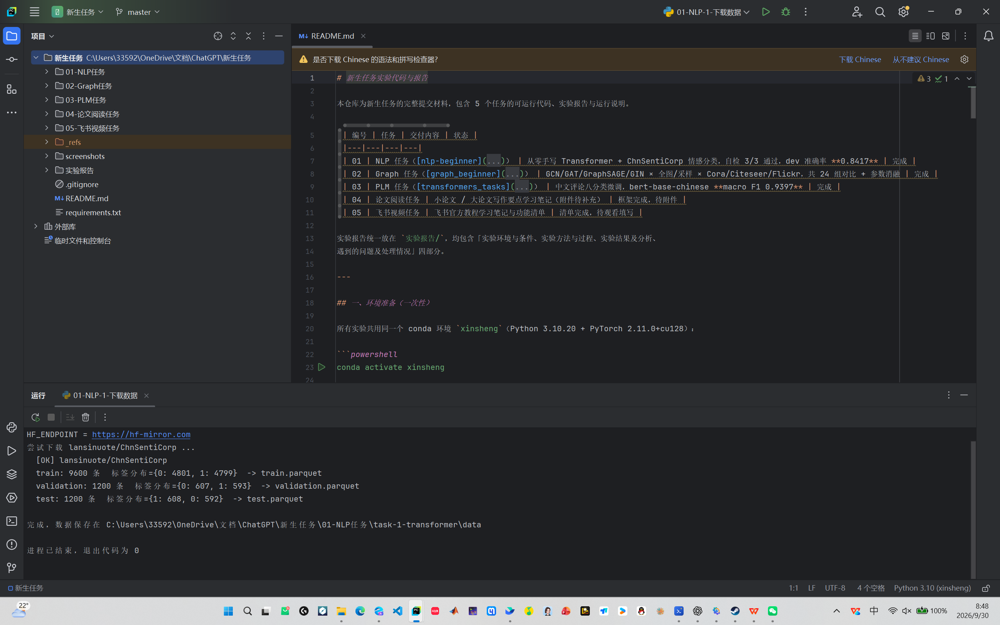 新生任务
master
01-NLP-1-下载数据
项目
README.md
新生任务 C:\Users\33592\OneDrive\文档\ChatGPT\新生任务
01-NLP任务
02-Graph任务
03-PLM任务
04-论文阅读任务
05-飞书视频任务
_refs
screenshots
实验报告
.gitignore
README.md
requirements.txt
外部库
临时文件和控制台
是否下载 Chinese 的语法和拼写检查器?
下载 Chinese
从不建议 Chinese
3 1
1 # 新生任务实验代码与报告
2
3 本仓库为新生任务的完整提交材料，包含 5 个任务的可运行代码、实验报告与运行说明。
4
5 | 编号 | 任务 | 交付内容 | 状态 |
6 |---|---|---|---|
7 | 01 | NLP 任务（[nlp-beginner](...)） | 从零手写 Transformer + ChnSentiCorp 情感分类，自检 3/3 通过，dev 准确率 **0.8417** | 完成 |
8 | 02 | Graph 任务（[graph_beginner](...)） | GCN/GAT/GraphSAGE/GIN × 全图/采样 × Cora/Citeseer/Flickr，共 24 组对比 + 参数消融 | 完成 |
9 | 03 | PLM 任务（[transformers_tasks](...)） | 中文评论八分类微调，bert-base-chinese **macro F1 0.9397** | 完成 |
10 | 04 | 论文阅读任务 | 小论文 / 大论文写作要点学习笔记（附件待补充） | 框架完成，待附件 |
11 | 05 | 飞书视频任务 | 飞书官方教程学习笔记与功能清单 | 清单完成，待观看填写 |
12
13 实验报告统一放在 `实验报告/`，均包含「实验环境与条件、实验方法与过程、实验结果及分析、
14 遇到的问题及处理情况」四部分。
15
16 ---
17
18 ## 一、环境准备（一次性）
19
20 所有实验共用同一个 conda 环境 `xinsheng`（Python 3.10.20 + PyTorch 2.11.0+cu128）：
21
22 ```powershell
23 conda activate xinsheng
24
运行
01-NLP-1-下载数据
HF_ENDPOINT = https://hf-mirror.com
尝试下载 lansinuote/ChnSentiCorp ...
[OK] lansinuote/ChnSentiCorp
train: 9600 条 标签分布={0: 4801, 1: 4799} -> train.parquet
validation: 1200 条 标签分布={0: 607, 1: 593} -> validation.parquet
test: 1200 条 标签分布={1: 608, 0: 592} -> test.parquet
完成，数据保存在 C:\Users\33592\OneDrive\文档\ChatGPT\新生任务\01-NLP任务\task-1-transformer\data
进程已结束，退出代码为 0
新生任务
1:1 LF UTF-8 4 个空格 Python 3.10 (xinsheng)
22°
中
100%
8:48
2026/9/30